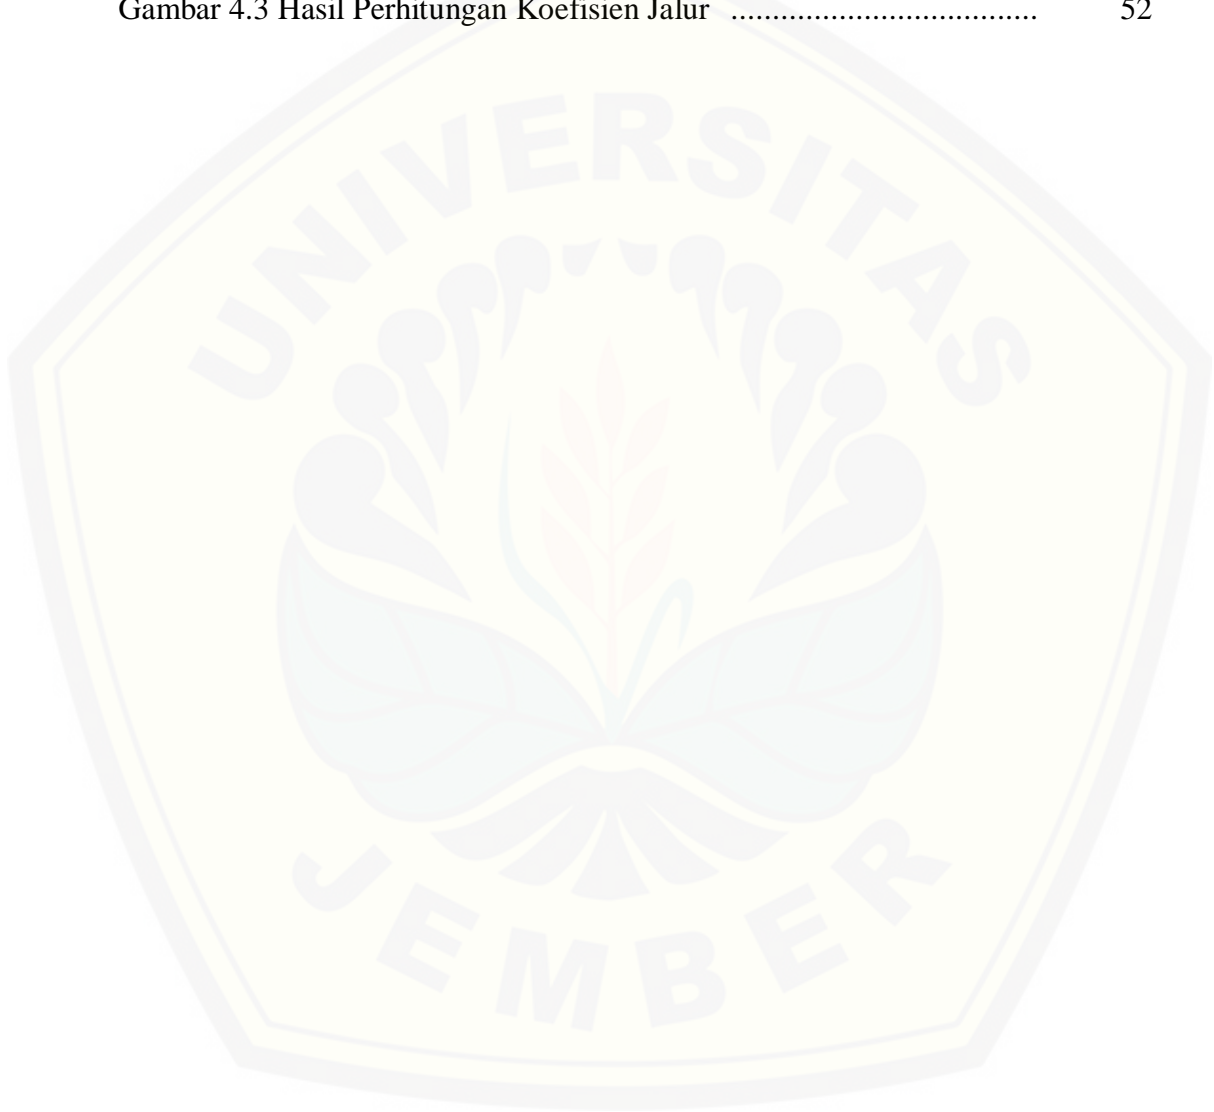 Gambar 4.3 Hasil Perhitungan Koefisien Jalur ..................................... 52
UNIVERSITAS
JEMBER